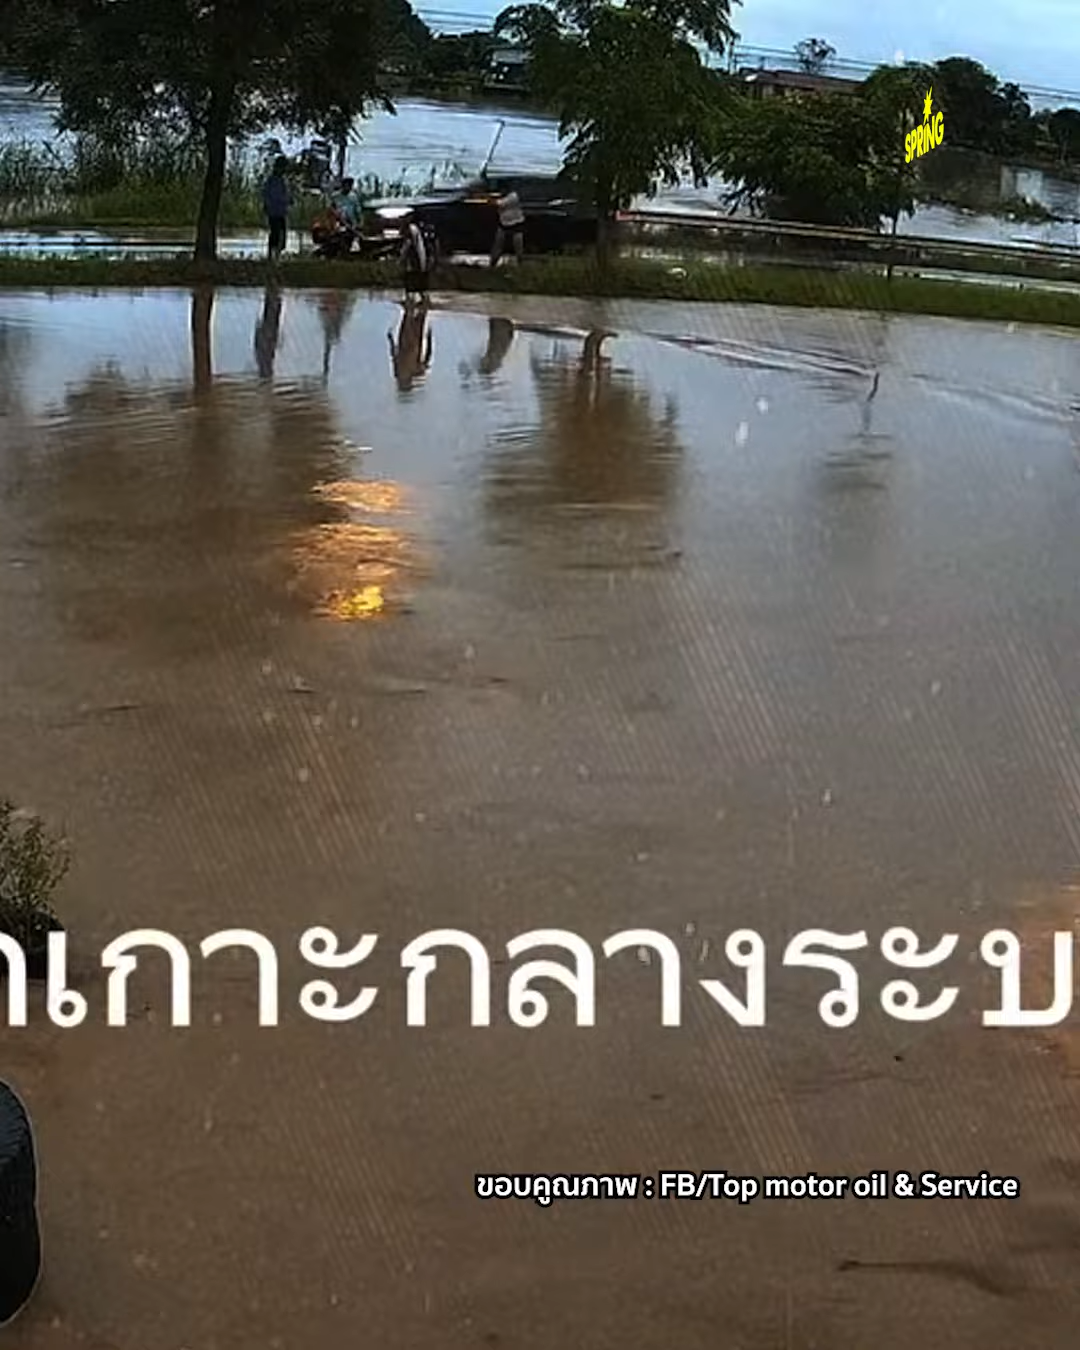 SPRING
เกาะกลางระบ
ขอบคูณภาพ : FB/Top motor oil & Service